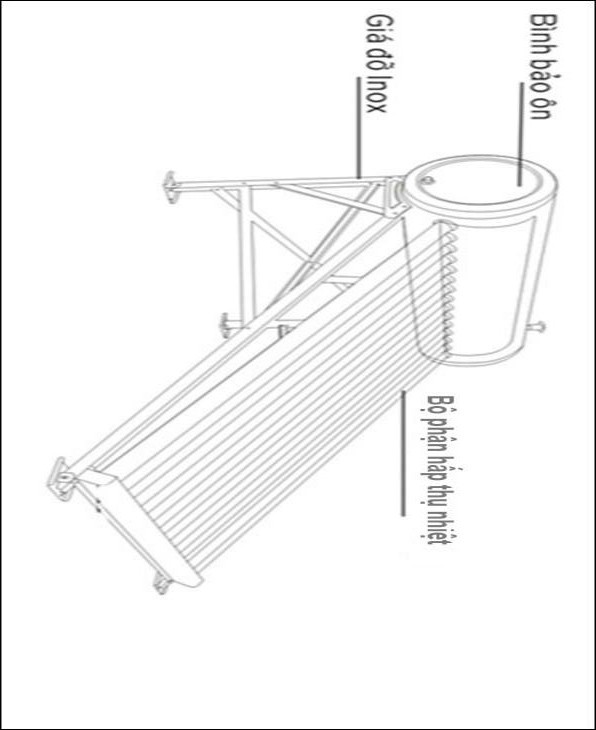 Bình bảo ôn
Giá đỡ Inox
Bộ phận hấp thụ nhiệt